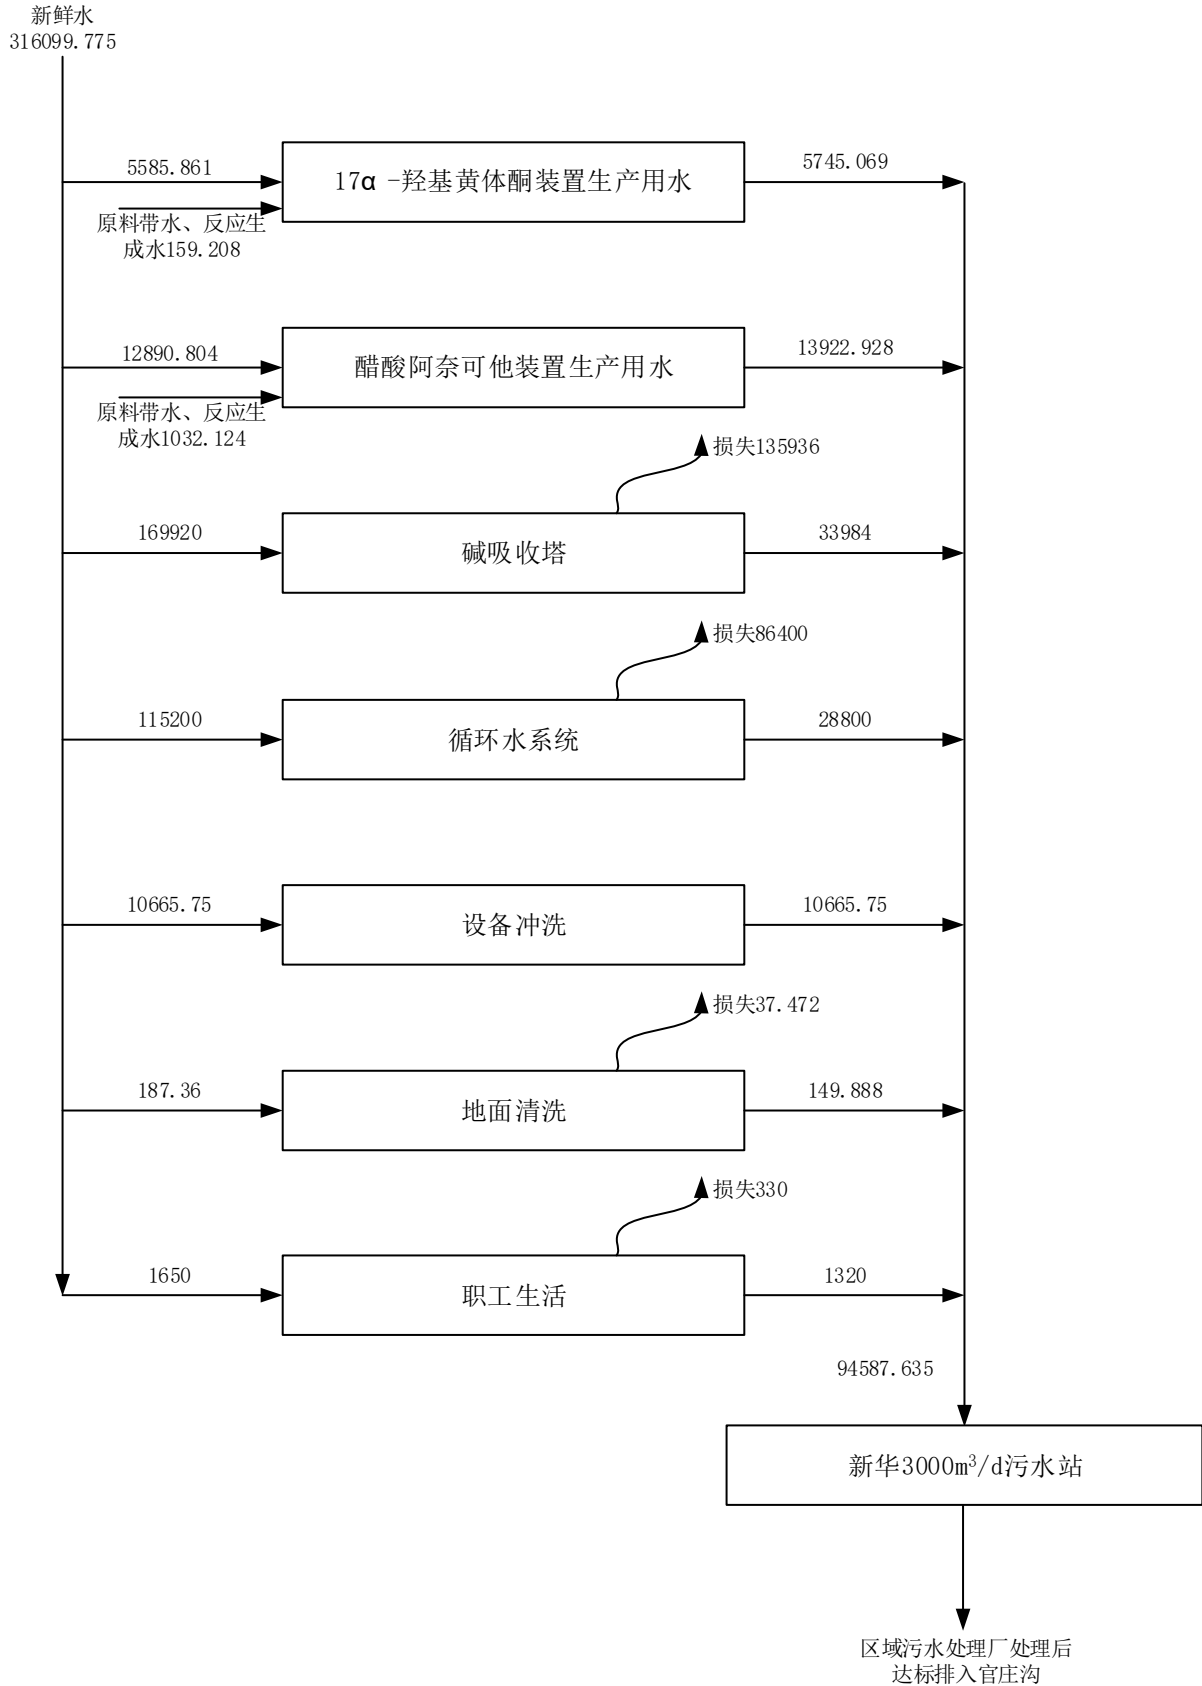 新鲜水
316099.775
5585.861
17α-羟基黄体酮装置生产用水
5745.069
原料带水、反应生
成水159.208
12890.804
醋酸阿奈可他装置生产用水
13922.928
原料带水、反应生
成水1032.124
损失135936
169920
碱吸收塔
33984
损失86400
115200
循环水系统
28800
10665.75
设备冲洗
10665.75
损失37.472
187.36
地面清洗
149.888
损失330
1650
职工生活
1320
94587.635
新华3000m³/d污水站
区域污水处理厂处理后
达标排入官庄沟